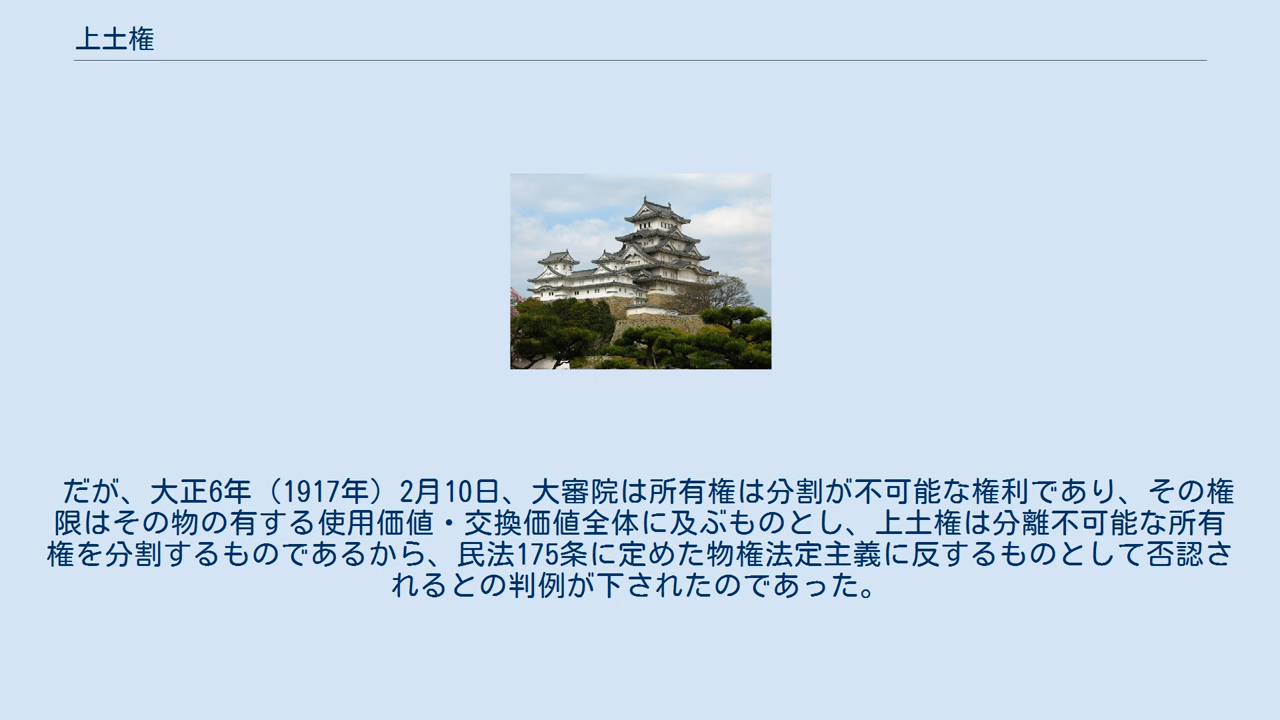 上土権
だが、大正6年（1917年）2月10日、大審院は所有権は分割が不可能な権利であり、その権
限はその物の有する使用価値・交換価値全体に及ぶものとし、上土権は分離不可能な所有
権を分割するものであるから、民法175条に定めた物権法定主義に反するものとして否認さ
れるとの判例が下されたのであった。